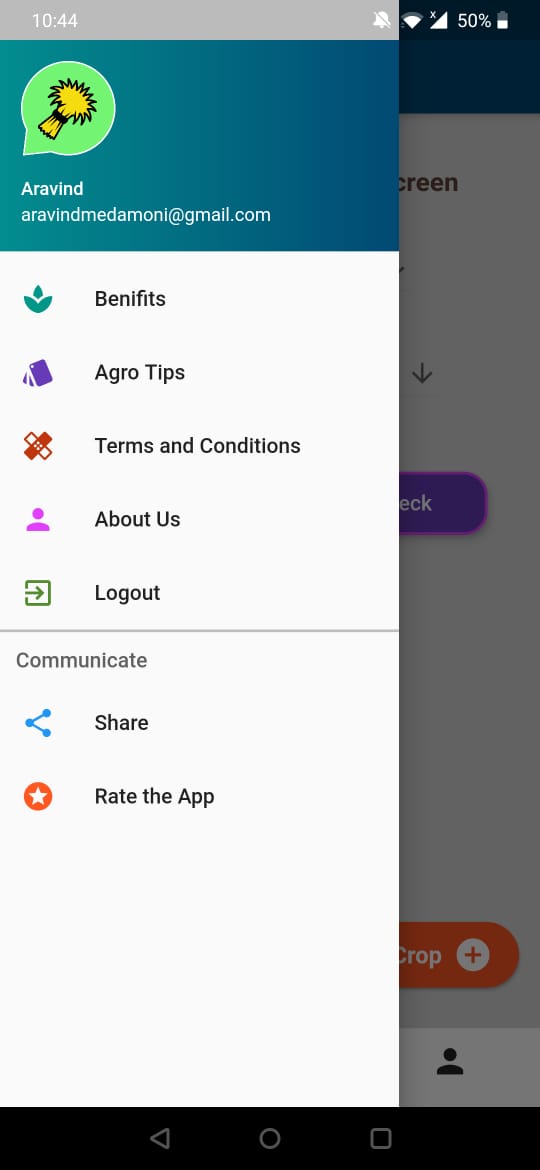 10:44
50%
Aravind
aravindmedamoni@gmail.com
creen
Benifits
Agro Tips
Terms and Conditions
eck
About Us
Logout
Communicate
Share
Rate the App
Crop